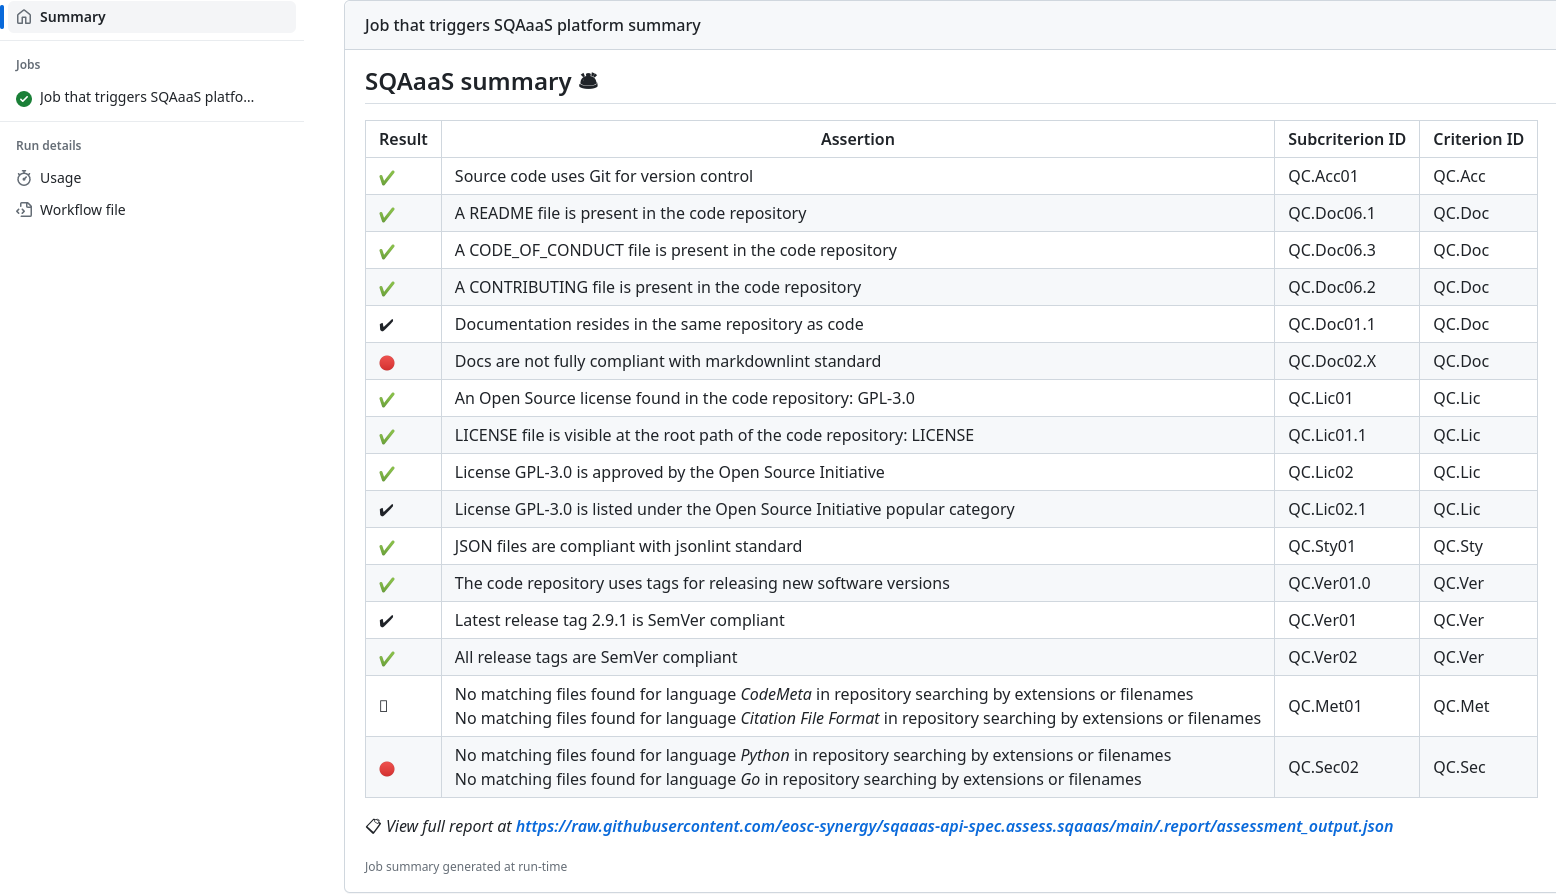 Summary
Jobs
Job that triggers SQAaaS platfo...
Run details
Usage
Workflow file
Job that triggers SQAaaS platform summary
SQAaaS summary
Result Assertion Subcriterion ID Criterion ID
Source code uses Git for version control QC.Acc01 QC.Acc
A README file is present in the code repository QC.Doc06.1 QC.Doc
A CODE_OF_CONDUCT file is present in the code repository QC.Doc06.3 QC.Doc
A CONTRIBUTING file is present in the code repository QC.Doc06.2 QC.Doc
Documentation resides in the same repository as code QC.Doc01.1 QC.Doc
Docs are not fully compliant with markdownlint standard QC.Doc02.X QC.Doc
An Open Source license found in the code repository: GPL-3.0 QC.Lic01 QC.Lic
LICENSE file is visible at the root path of the code repository: LICENSE QC.Lic01.1 QC.Lic
License GPL-3.0 is approved by the Open Source Initiative QC.Lic02 QC.Lic
License GPL-3.0 is listed under the Open Source Initiative popular category QC.Lic02.1 QC.Lic
JSON files are compliant with jsonlint standard QC.Sty01 QC.Sty
The code repository uses tags for releasing new software versions QC.Ver01.0 QC.Ver
Latest release tag 2.9.1 is SemVer compliant QC.Ver01 QC.Ver
All release tags are SemVer compliant QC.Ver02 QC.Ver
No matching files found for language CodeMeta in repository searching by extensions or filenames
No matching files found for language Citation File Format in repository searching by extensions or filenames
QC.Met01 QC.Met
No matching files found for language Python in repository searching by extensions or filenames
No matching files found for language Go in repository searching by extensions or filenames
QC.Sec02 QC.Sec
View full report at https://raw.githubusercontent.com/eosc-synergy/sqaaas-api-spec.assess.sqaaas/main/.report/assessment_output.json
Job summary generated at run-time